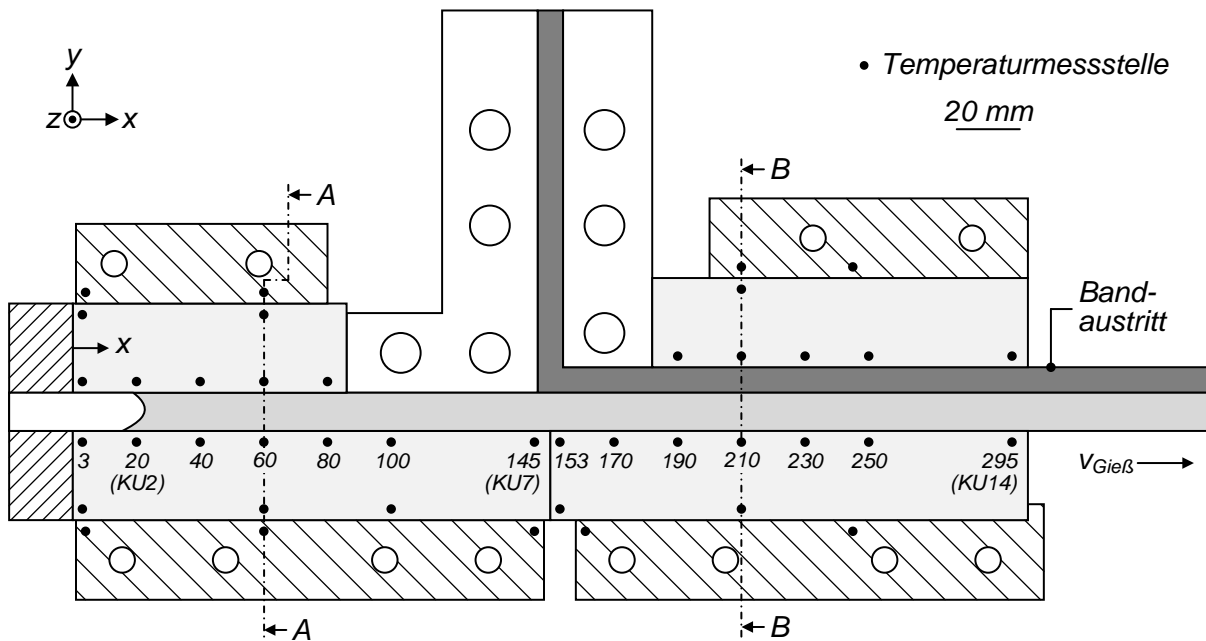 y
z
x
A
B
Temperaturmessstelle
20 mm
x
Band-
austritt
3
20
40
60
80
100
145
153
170
190
210
230
250
295
(KU2)
(KU7)
(KU14)
vGieß
A
B